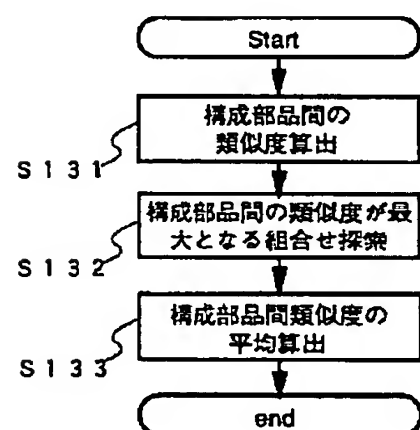 Start
構成部品間の
類似度算出
S131
構成部品間の類似度が最
大となる組合せ探索
S132
構成部品間類似度の
平均算出
S133
end